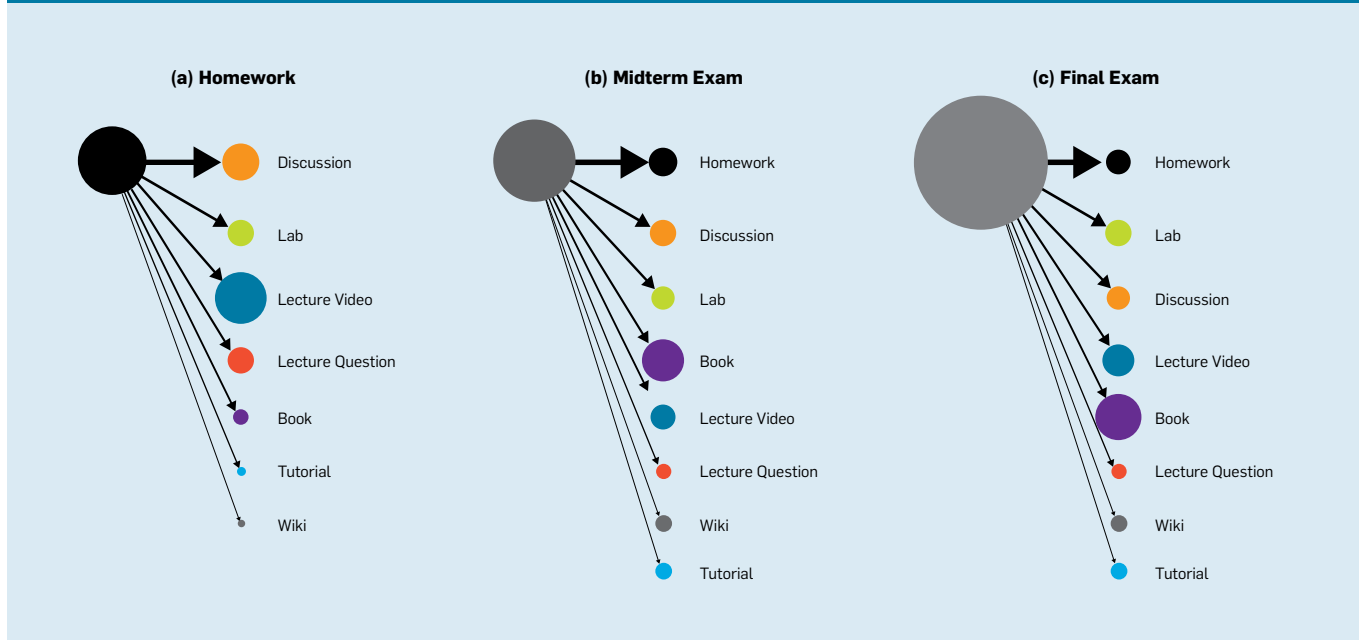 (a) Homework
Discussion
Lab
Lecture Video
Lecture Question
Book
Tutorial
Wiki
(b) Midterm Exam
Homework
Discussion
Lab
Book
Lecture Video
Lecture Question
Wiki
Tutorial
(c) Final Exam
Homework
Lab
Discussion
Lecture Video
Book
Lecture Question
Wiki
Tutorial